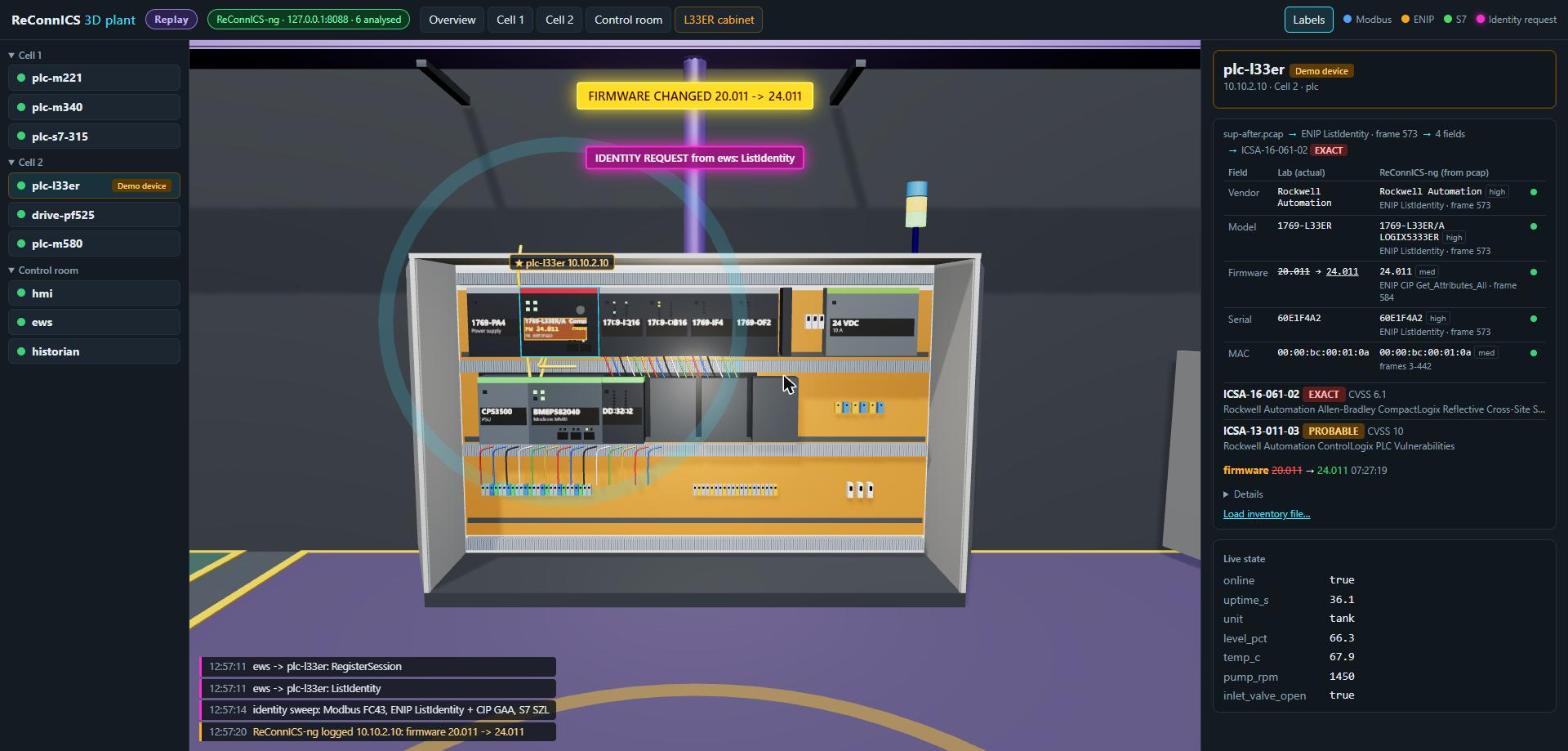 ReConnICS 3D plant
Replay
ReConnICS-ng · 127.0.0.1:8088 · 6 analysed
Overview
Cell 1
Cell 2
Control room
L33ER cabinet
Labels
Modbus
ENIP
S7
Identity request
Cell 1
plc-m221
plc-m340
plc-s7-315
Cell 2
plc-l33er Demo device
drive-pf525
plc-m580
Control room
hmi
ews
historian
FIRMWARE CHANGED 20.011 -> 24.011
IDENTITY REQUEST from ews: ListIdentity
★ plc-l33er 10.10.2.10
1769-PA4
Power supply
1769-L33ER/A
FW 24.011
1769-IF4
1769-OF2
24 VDC
10 A
CPS3500
PSU
BMEP582040
Modicon M580
12:57:11 ews -> plc-l33er: RegisterSession
12:57:11 ews -> plc-l33er: ListIdentity
12:57:14 identity sweep: Modbus FC43, ENIP ListIdentity + CIP GAA, S7 SZL
12:57:20 ReConnICS-ng logged 10.10.2.10: firmware 20.011 -> 24.011
plc-l33er Demo device
10.10.2.10 · Cell 2 · plc
sup-after.pcap → ENIP ListIdentity · frame 573 → 4 fields
→ ICSA-16-061-02 EXACT
Field Lab (actual) ReConnICS-ng (from pcap)
Vendor Rockwell Automation Rockwell Automation high
ENIP ListIdentity · frame 573
Model 1769-L33ER 1769-L33ER/A LOGIX5333ER high
ENIP ListIdentity · frame 573
Firmware 20.011 → 24.011 24.011 med
ENIP CIP Get_Attributes_All · frame 584
Serial 60E1F4A2 60E1F4A2 high
ENIP ListIdentity · frame 573
MAC 00:00:bc:00:01:0a 00:00:bc:00:01:0a med
frames 3-442
ICSA-16-061-02 EXACT CVSS 6.1
Rockwell Automation Allen-Bradley CompactLogix Reflective Cross-Site S...
ICSA-13-011-03 PROBABLE CVSS 10
Rockwell Automation ControlLogix PLC Vulnerabilities
firmware 20.011 → 24.011 07:27:19
Details
Load inventory file...
Live state
online true
uptime_s 36.1
unit tank
level_pct 66.3
temp_c 67.9
pump_rpm 1450
inlet_valve_open true